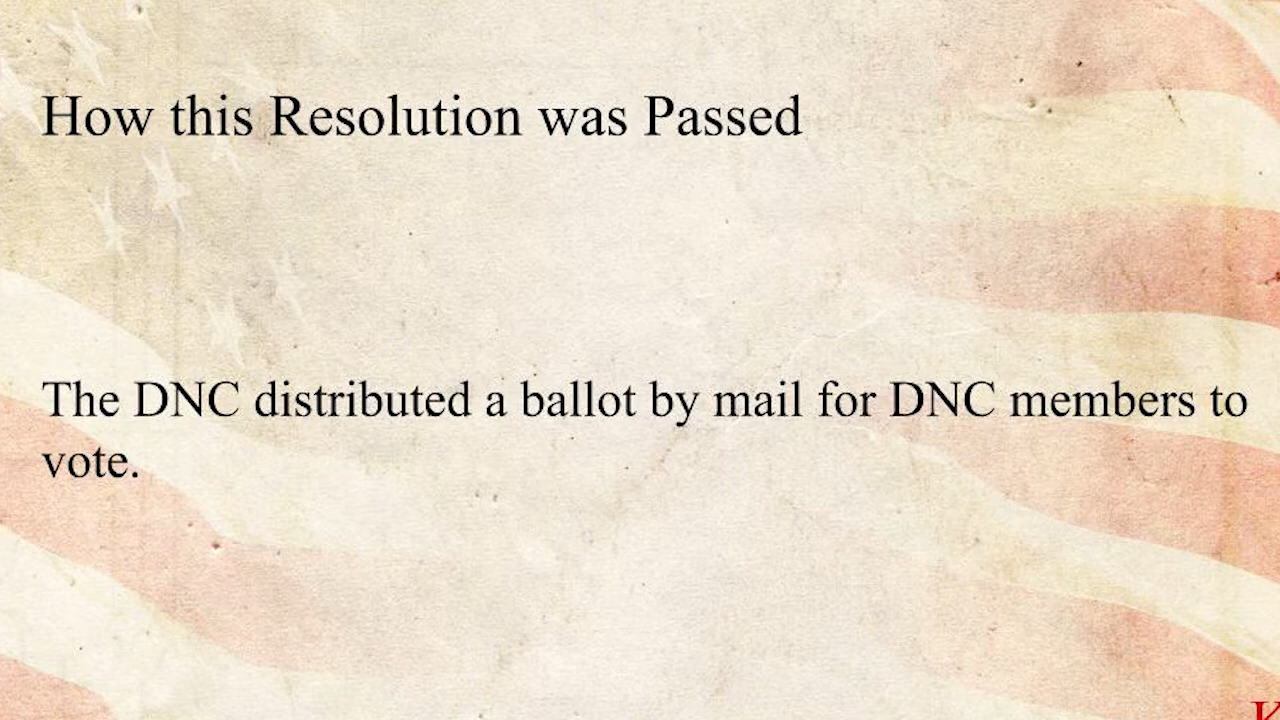 How this Resolution was Passed
The DNC distributed a ballot by mail for DNC members to
vote.